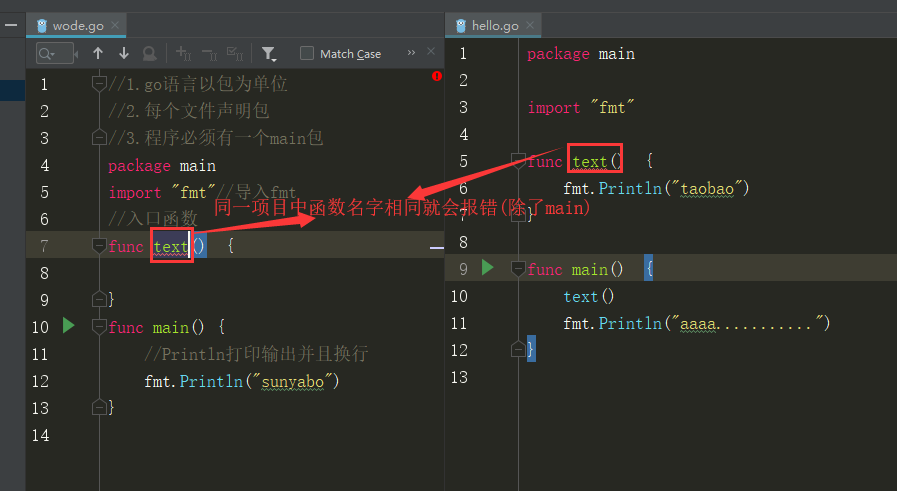 wode.go
Match Case
1 //1.go语言以包为单位
2 //2.每个文件声明包
3 //3.程序必须有一个main包
4 package main
5 import "fmt"//导入fmt
6 //入口函数
7 func text() {
8
9 }
10 func main() {
11 //Println打印输出并且换行
12 fmt.Println("sunyabo")
13 }
14
同一项目中函数名字相同就会报错(除了main)
hello.go
1 package main
2
3 import "fmt"
4
5 func text() {
6 fmt.Println("taobao")
7 }
8
9 func main() {
10 text()
11 fmt.Println("aaaa...........")
12 }
13